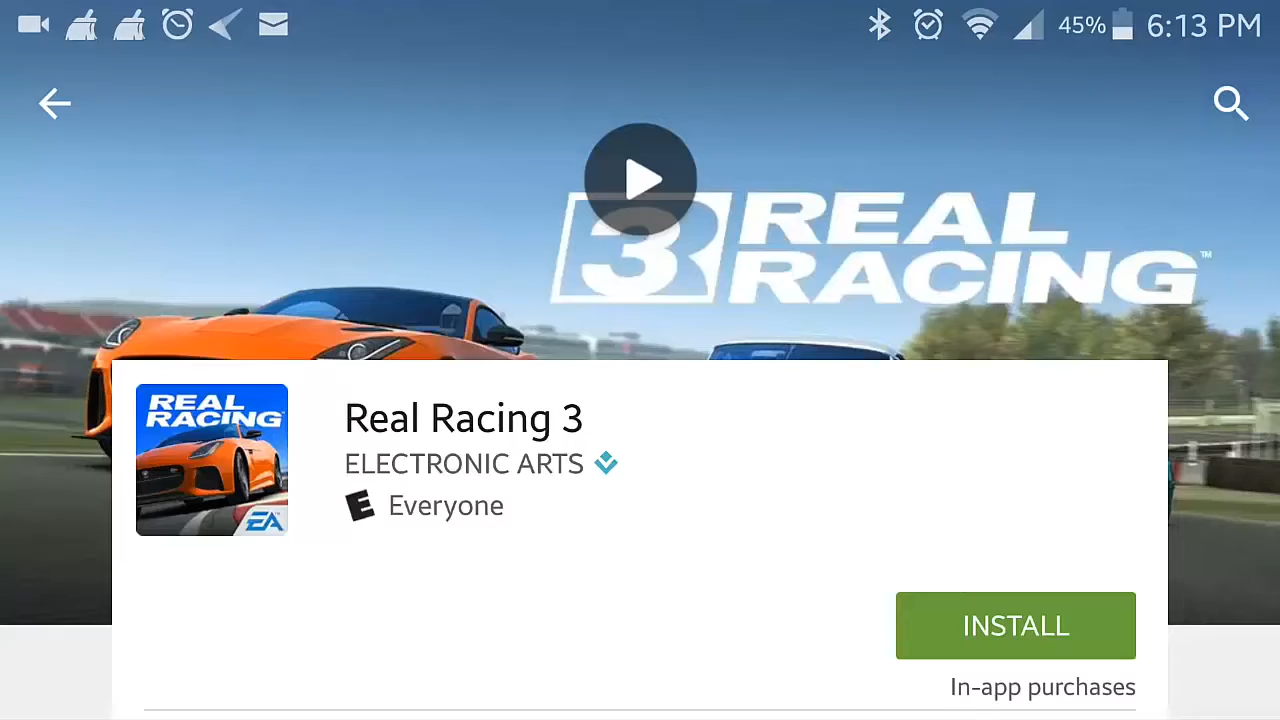 45% 6:13 PM
3 REAL
RACING™
REAL
RACING
EA
Real Racing 3
ELECTRONIC ARTS
E Everyone
INSTALL
In-app purchases